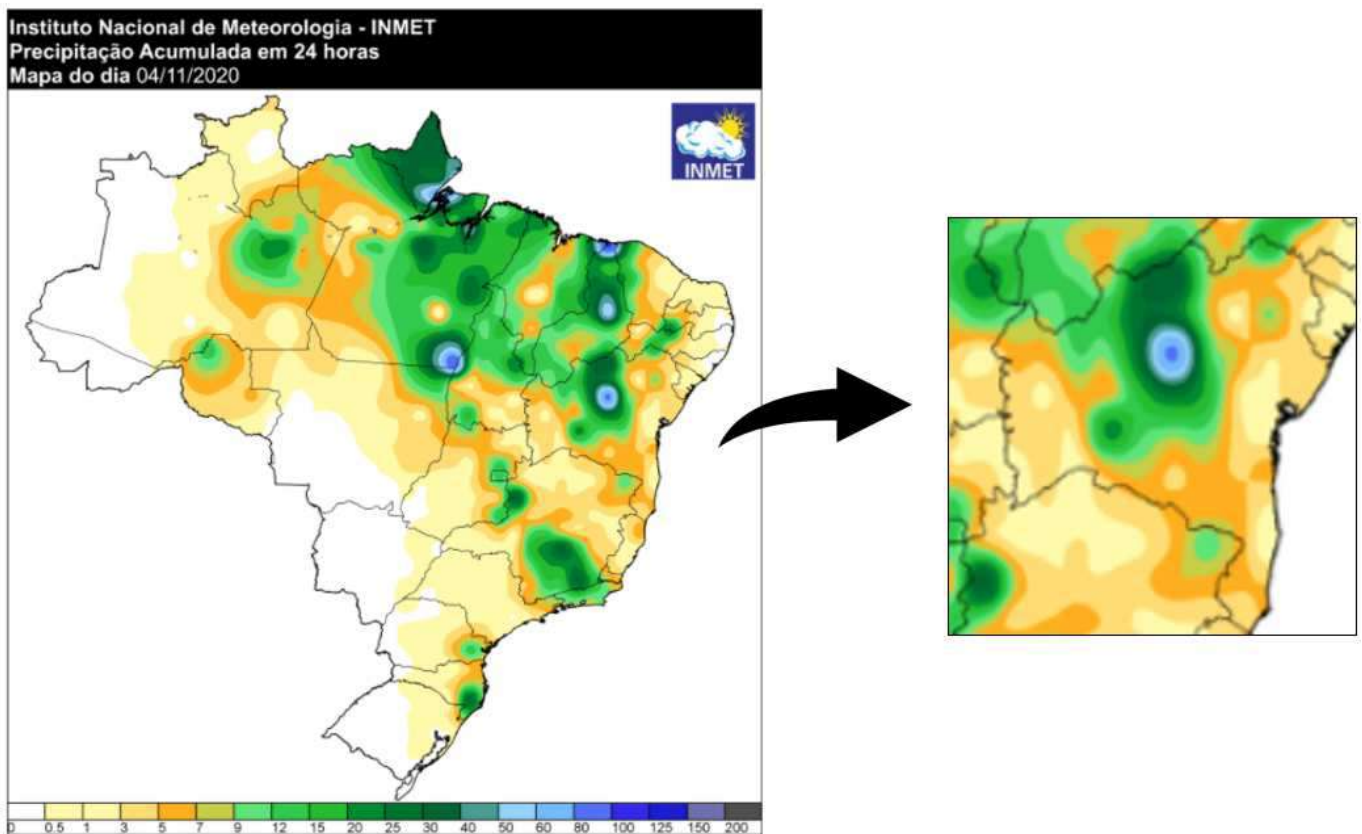 Instituto Nacional de Meteorologia - INMET
Precipitação Acumulada em 24 horas
Mapa do dia 04/11/2020
INMET
0 0.5 1 3 5 7 9 12 15 20 25 30 40 50 60 80 100 125 150 200